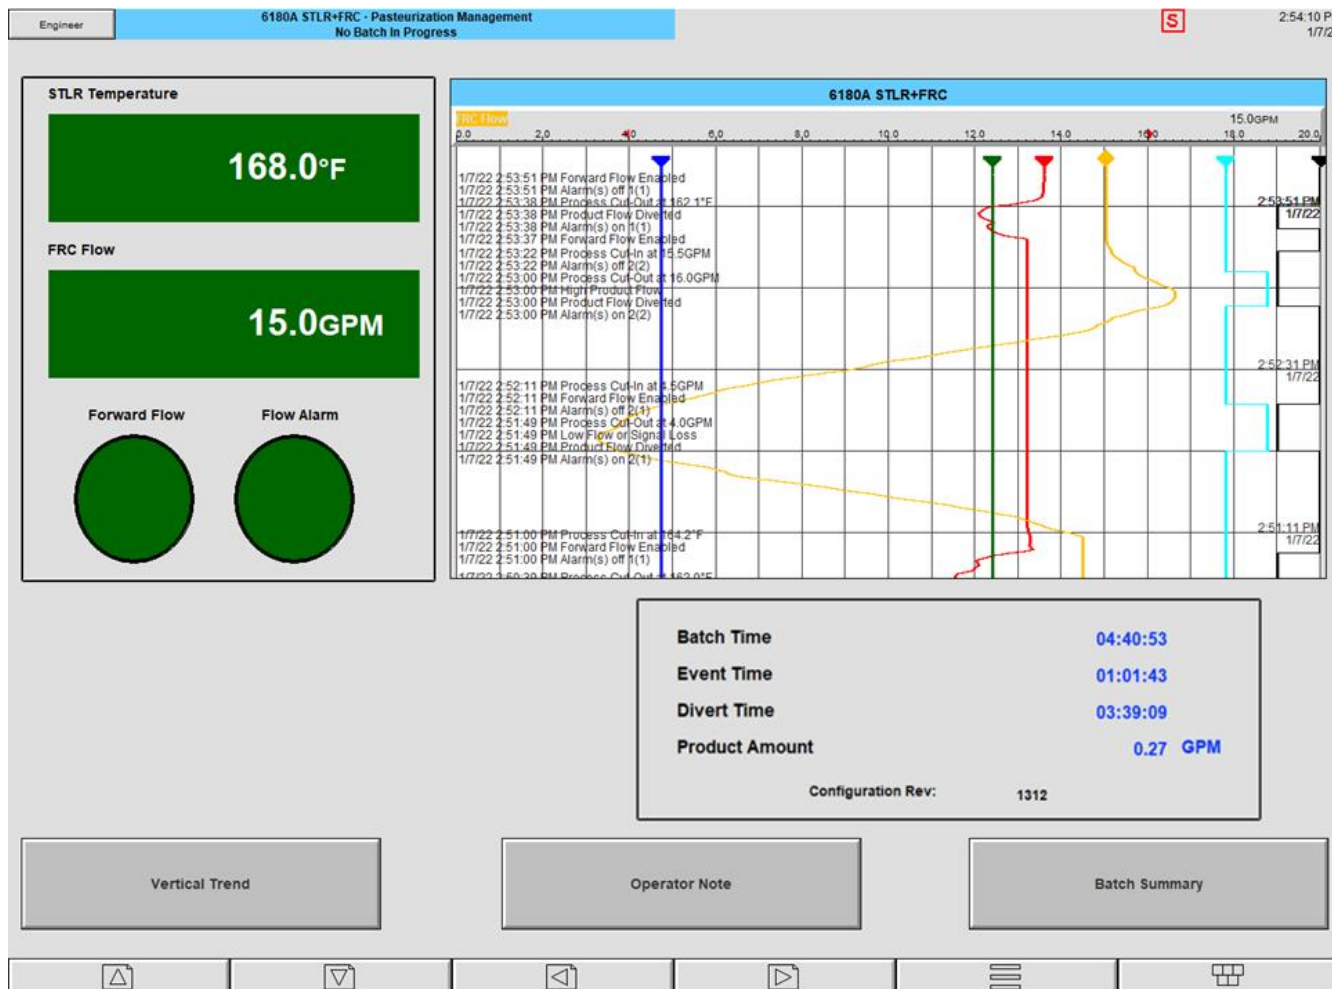 Engineer
6180A STLR+FRC - Pasteurization Management
No Batch In Progress
S
2:54:10 P
1/7/2
STLR Temperature
168.0°F
FRC Flow
15.0GPM
Forward Flow
Flow Alarm
6180A STLR+FRC
FRC Flow
15.0GPM
0.0 2.0 4.0 6.0 8.0 10.0 12.0 14.0 16.0 18.0 20.0
1/7/22 2:53:51 PM Forward Flow Enabled
1/7/22 2:53:51 PM Alarm(s) off 1(1)
1/7/22 2:53:38 PM Process Cut-Out at 162.1°F
1/7/22 2:53:38 PM Product Flow Diverted
1/7/22 2:53:38 PM Alarm(s) on 1(1)
1/7/22 2:53:37 PM Forward Flow Enabled
1/7/22 2:53:22 PM Process Cut-In at 15.5GPM
1/7/22 2:53:22 PM Alarm(s) off 2(2)
1/7/22 2:53:00 PM Process Cut-Out at 16.0GPM
1/7/22 2:53:00 PM High Product Flow
1/7/22 2:53:00 PM Product Flow Diverted
1/7/22 2:53:00 PM Alarm(s) on 2(2)
1/7/22 2:52:11 PM Process Cut-In at 4.5GPM
1/7/22 2:52:11 PM Forward Flow Enabled
1/7/22 2:52:11 PM Alarm(s) off 2(1)
1/7/22 2:51:49 PM Process Cut-Out at 4.0GPM
1/7/22 2:51:49 PM Low Flow or Signal Loss
1/7/22 2:51:49 PM Product Flow Diverted
1/7/22 2:51:49 PM Alarm(s) on 2(1)
1/7/22 2:51:00 PM Process Cut-In at 164.2°F
1/7/22 2:51:00 PM Forward Flow Enabled
1/7/22 2:51:00 PM Alarm(s) off 1(1)
1/7/22 2:50:39 PM Process Cut-Out at 162.0°F
2:53:51 PM
1/7/22
2:52:31 PM
1/7/22
2:51:11 PM
1/7/22
Batch Time 04:40:53
Event Time 01:01:43
Divert Time 03:39:09
Product Amount 0.27 GPM
Configuration Rev: 1312
Vertical Trend
Operator Note
Batch Summary